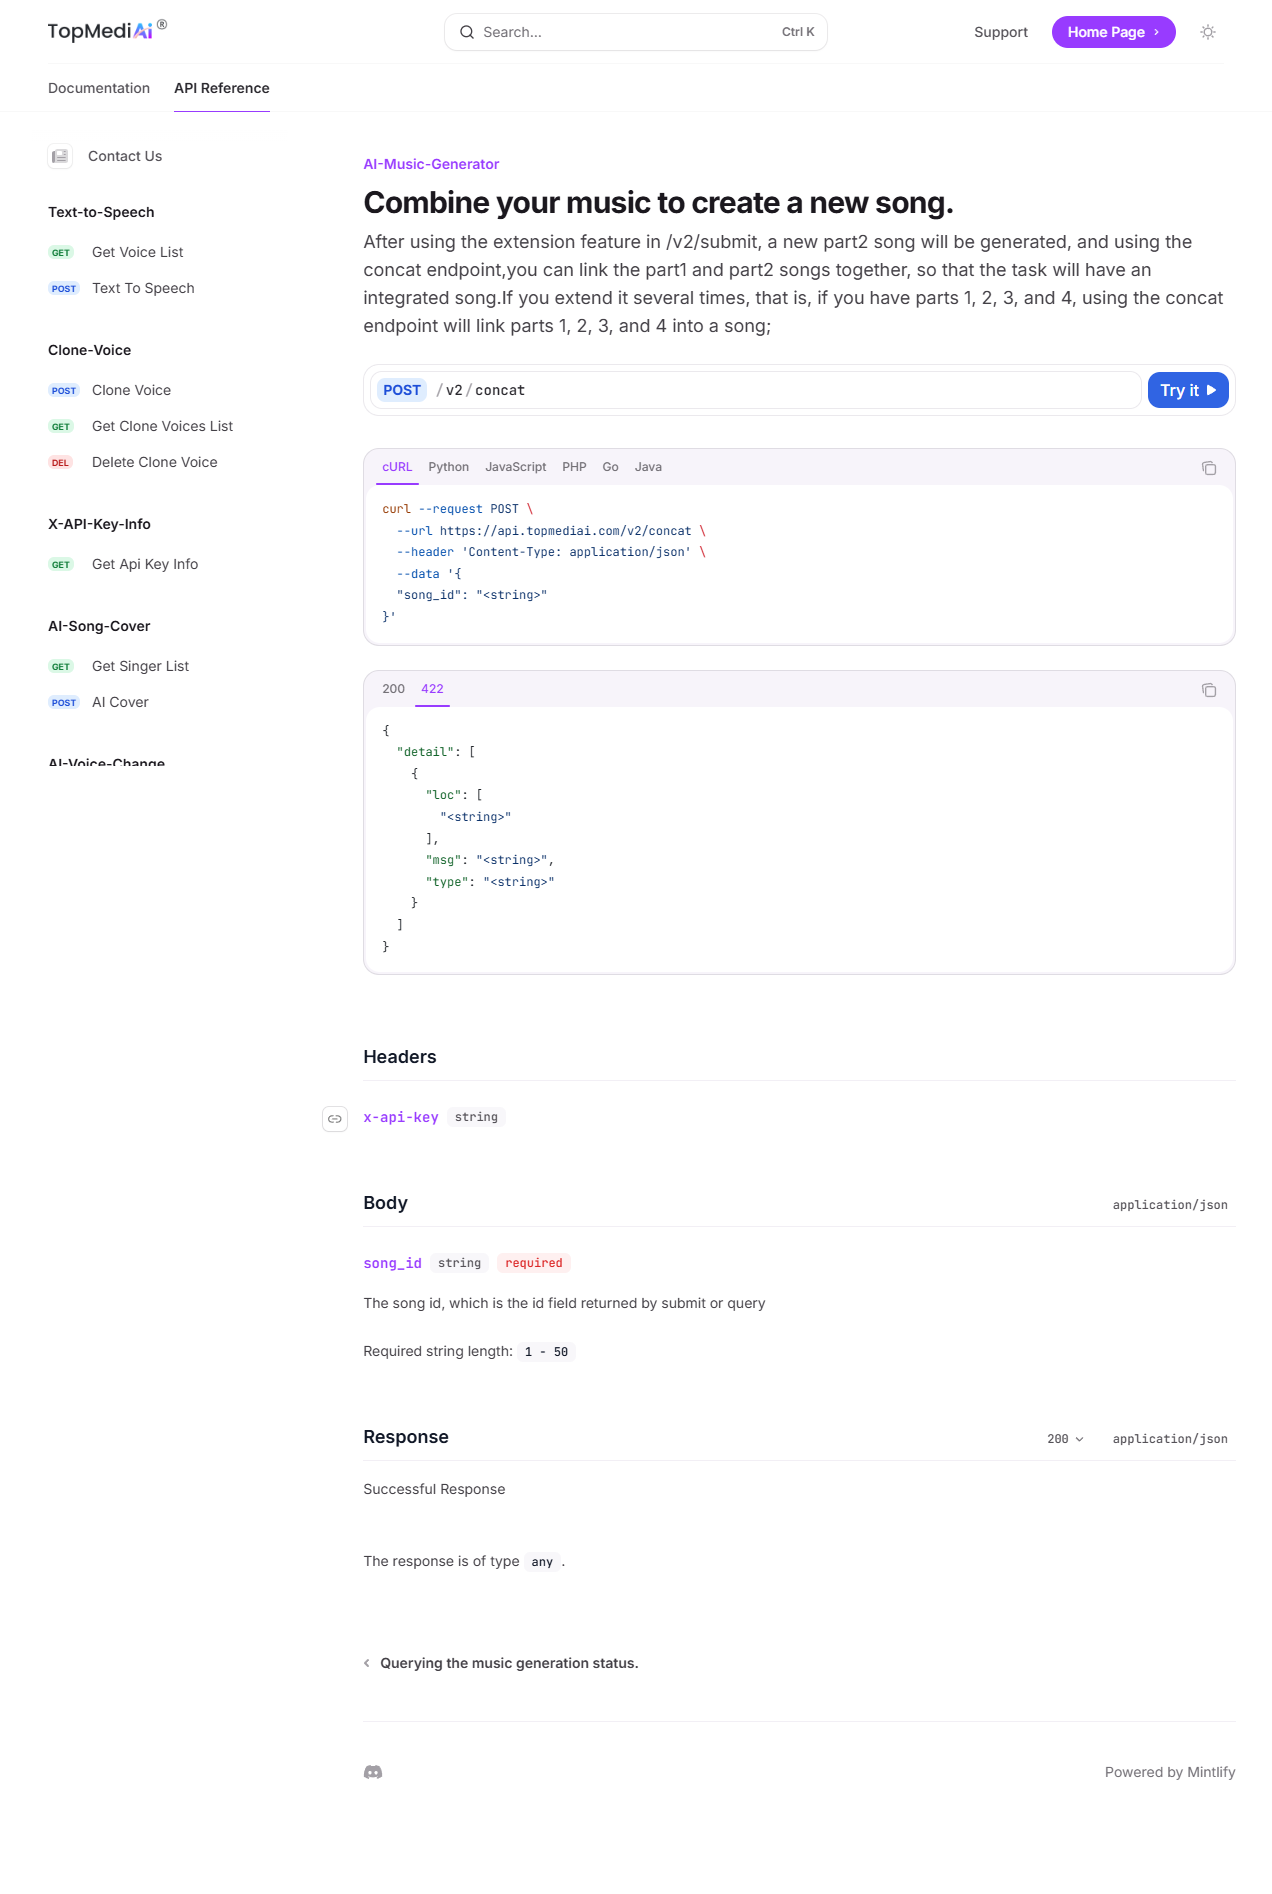 TopMediAi®
Search...
Ctrl K
Support
Home Page
Documentation
API Reference
Contact Us
Text-to-Speech
GET Get Voice List
POST Text To Speech
Clone-Voice
POST Clone Voice
GET Get Clone Voices List
DEL Delete Clone Voice
X-API-Key-Info
GET Get Api Key Info
AI-Song-Cover
GET Get Singer List
POST AI Cover
AI-Voice-Change
AI-Music-Generator
Combine your music to create a new song.
After using the extension feature in /v2/submit, a new part2 song will be generated, and using the
concat endpoint,you can link the part1 and part2 songs together, so that the task will have an
integrated song.If you extend it several times, that is, if you have parts 1, 2, 3, and 4, using the concat
endpoint will link parts 1, 2, 3, and 4 into a song;
POST /v2/concat
Try it
cURL Python JavaScript PHP Go Java
curl --request POST \
  --url https://api.topmediai.com/v2/concat \
  --header 'Content-Type: application/json' \
  --data '{
  "song_id": "<string>"
}'
200 422
{
  "detail": [
    {
      "loc": [
        "<string>"
      ],
      "msg": "<string>",
      "type": "<string>"
    }
  ]
}
Headers
x-api-key string
Body application/json
song_id string required
The song id, which is the id field returned by submit or query
Required string length: 1 - 50
Response 200 application/json
Successful Response
The response is of type any.
Querying the music generation status.
Powered by Mintlify